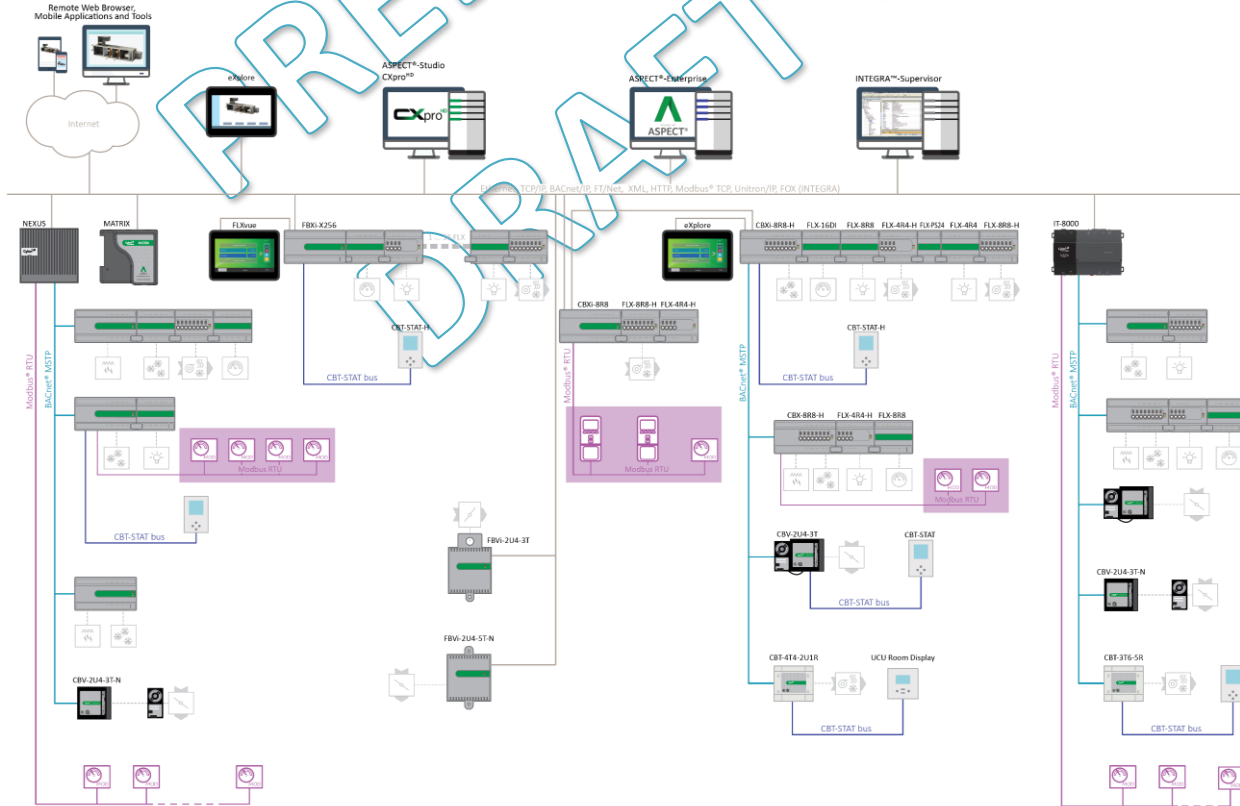 Remote Web Browser,
Mobile Applications and Tools
Internet
eXplore
ASPECT®-Studio
CXpro HD
CXpro HD
ASPECT®-Enterprise
ASPECT®
INTEGRA™-Supervisor
DRAFT
Ethernet, TCP/IP, BACnet/IP, FT/Net, XML, HTTP, Modbus® TCP, Unitron/IP, FOX (INTEGRA)
NEXUS
MATRIX
FLXvue
FBXi-X256
FLX
eXplore
CBXi-8R8-H
FLX-16DI
FLX-8R8
FLX-4R4-H
FLX-PS24
FLX-4R4
FLX-8R8-H
IT-8000
CBXi-8R8
FLX-8R8-H
FLX-4R4-H
CBT-STAT-H
CBT-STAT bus
CBT-STAT-H
CBT-STAT bus
Modbus® RTU
BACnet® MSTP
Modbus® RTU
BACnet® MSTP
Modbus® RTU
BACnet® MSTP
Modbus RTU
Modbus RTU
CBX-8R8-H
FLX-4R4-H
FLX-8R8
Modbus RTU
CBT-STAT bus
FBVi-2U4-3T
CBV-2U4-3T
CBT-STAT
CBT-STAT bus
CBV-2U4-3T-N
FBVi-2U4-5T-N
CBT-4T4-2U1R
UCU Room Display
CBT-STAT bus
CBT-3T6-5R
CBT-STAT bus
CBV-2U4-3T-N